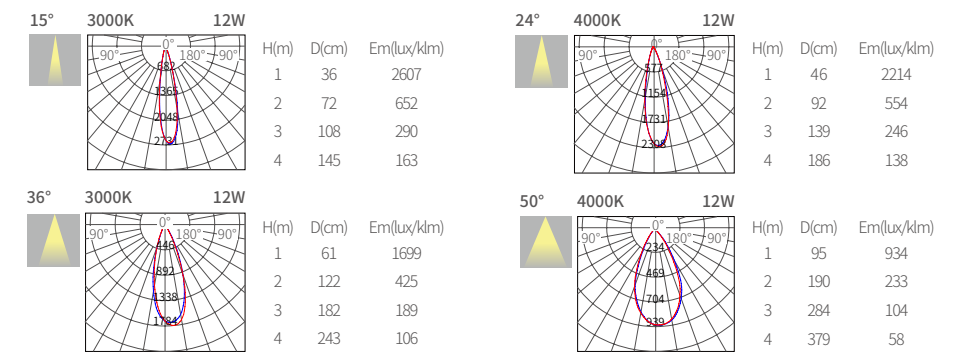 15° 3000K 12W
0°
90° 180° 90°
682
1365
2048
2731
H(m) D(cm) Em(lux/klm)
1 36 2607
2 72 652
3 108 290
4 145 163
24° 4000K 12W
0°
90° 180° 90°
577
1154
1731
2308
H(m) D(cm) Em(lux/klm)
1 46 2214
2 92 554
3 139 246
4 186 138
36° 3000K 12W
0°
90° 180° 90°
446
892
1338
1784
H(m) D(cm) Em(lux/klm)
1 61 1699
2 122 425
3 182 189
4 243 106
50° 4000K 12W
0°
90° 180° 90°
234
469
704
939
H(m) D(cm) Em(lux/klm)
1 95 934
2 190 233
3 284 104
4 379 58